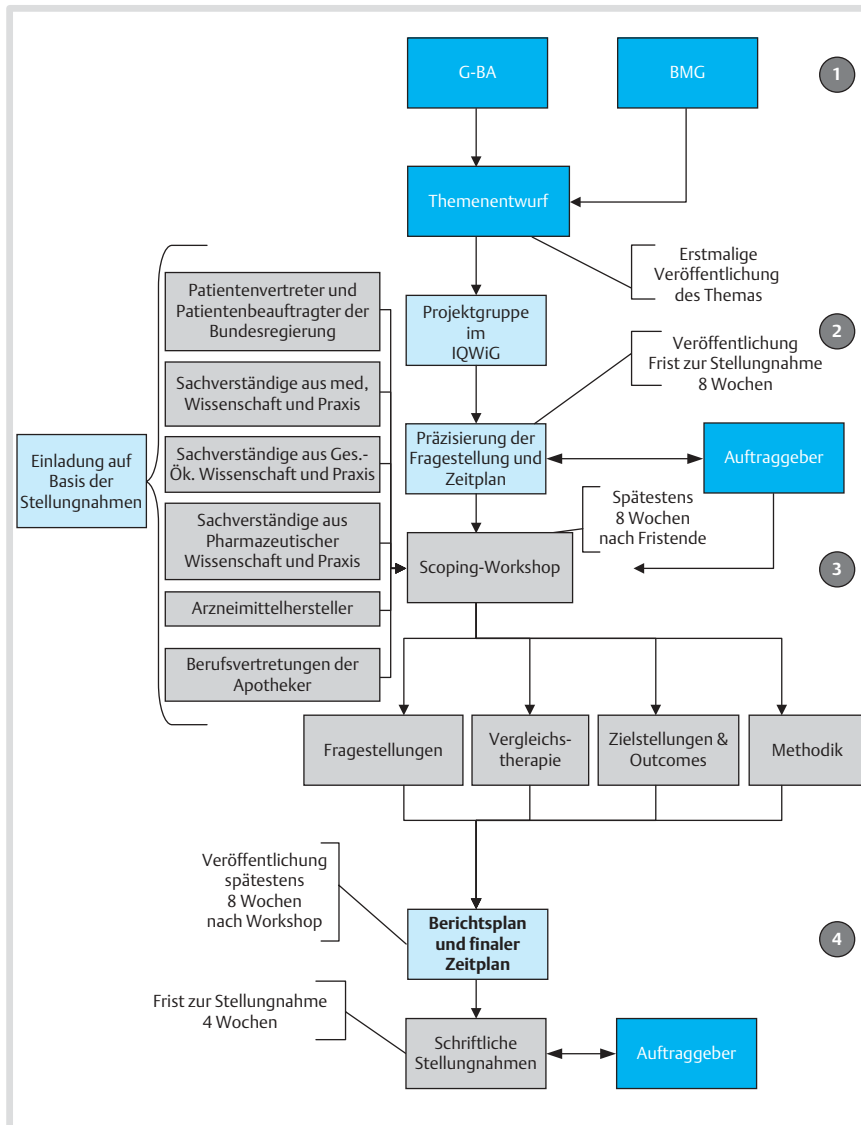 G-BA
BMG
1
Themenentwurf
Erstmalige
Veröffentlichung
des Themas
Patientenvertreter und
Patientenbeauftragter der
Bundesregierung
Projektgruppe
im
IQWiG
2
Veröffentlichung
Frist zur Stellungnahme
8 Wochen
Sachverständige aus med,
Wissenschaft und Praxis
Einladung auf
Basis der
Stellungnahmen
Sachverständige aus Ges.-
Ök. Wissenschaft und Praxis
Präzisierung der
Fragestellung und
Zeitplan
Auftraggeber
Sachverständige aus
Pharmazeutischer
Wissenschaft und Praxis
Spätestens
8 Wochen
nach Fristende
Scoping-Workshop
3
Arzneimittelhersteller
Berufsvertretungen der
Apotheker
Fragestellungen
Vergleichs-
therapie
Zielstellungen &
Outcomes
Methodik
Veröffentlichung
spätestens
8 Wochen
nach Workshop
Berichtsplan
und finaler
Zeitplan
4
Frist zur Stellungnahme
4 Wochen
Schriftliche
Stellungnahmen
Auftraggeber